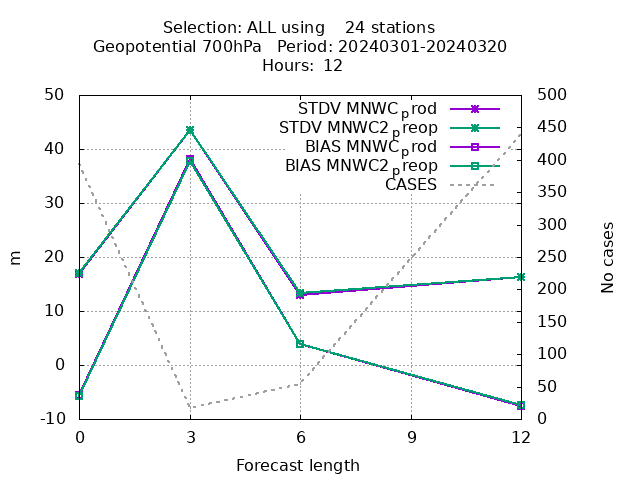 Selection: ALL using    24 stations
Geopotential 700hPa   Period: 20240301-20240320
Hours: 12
50
40
30
20
10
0
-10
m
STDV MNWC_prod
STDV MNWC2_preop
BIAS MNWC_prod
BIAS MNWC2_preop
CASES
500
450
400
350
300
250
200
150
100
50
0
No cases
0 3 6 9 12
Forecast length